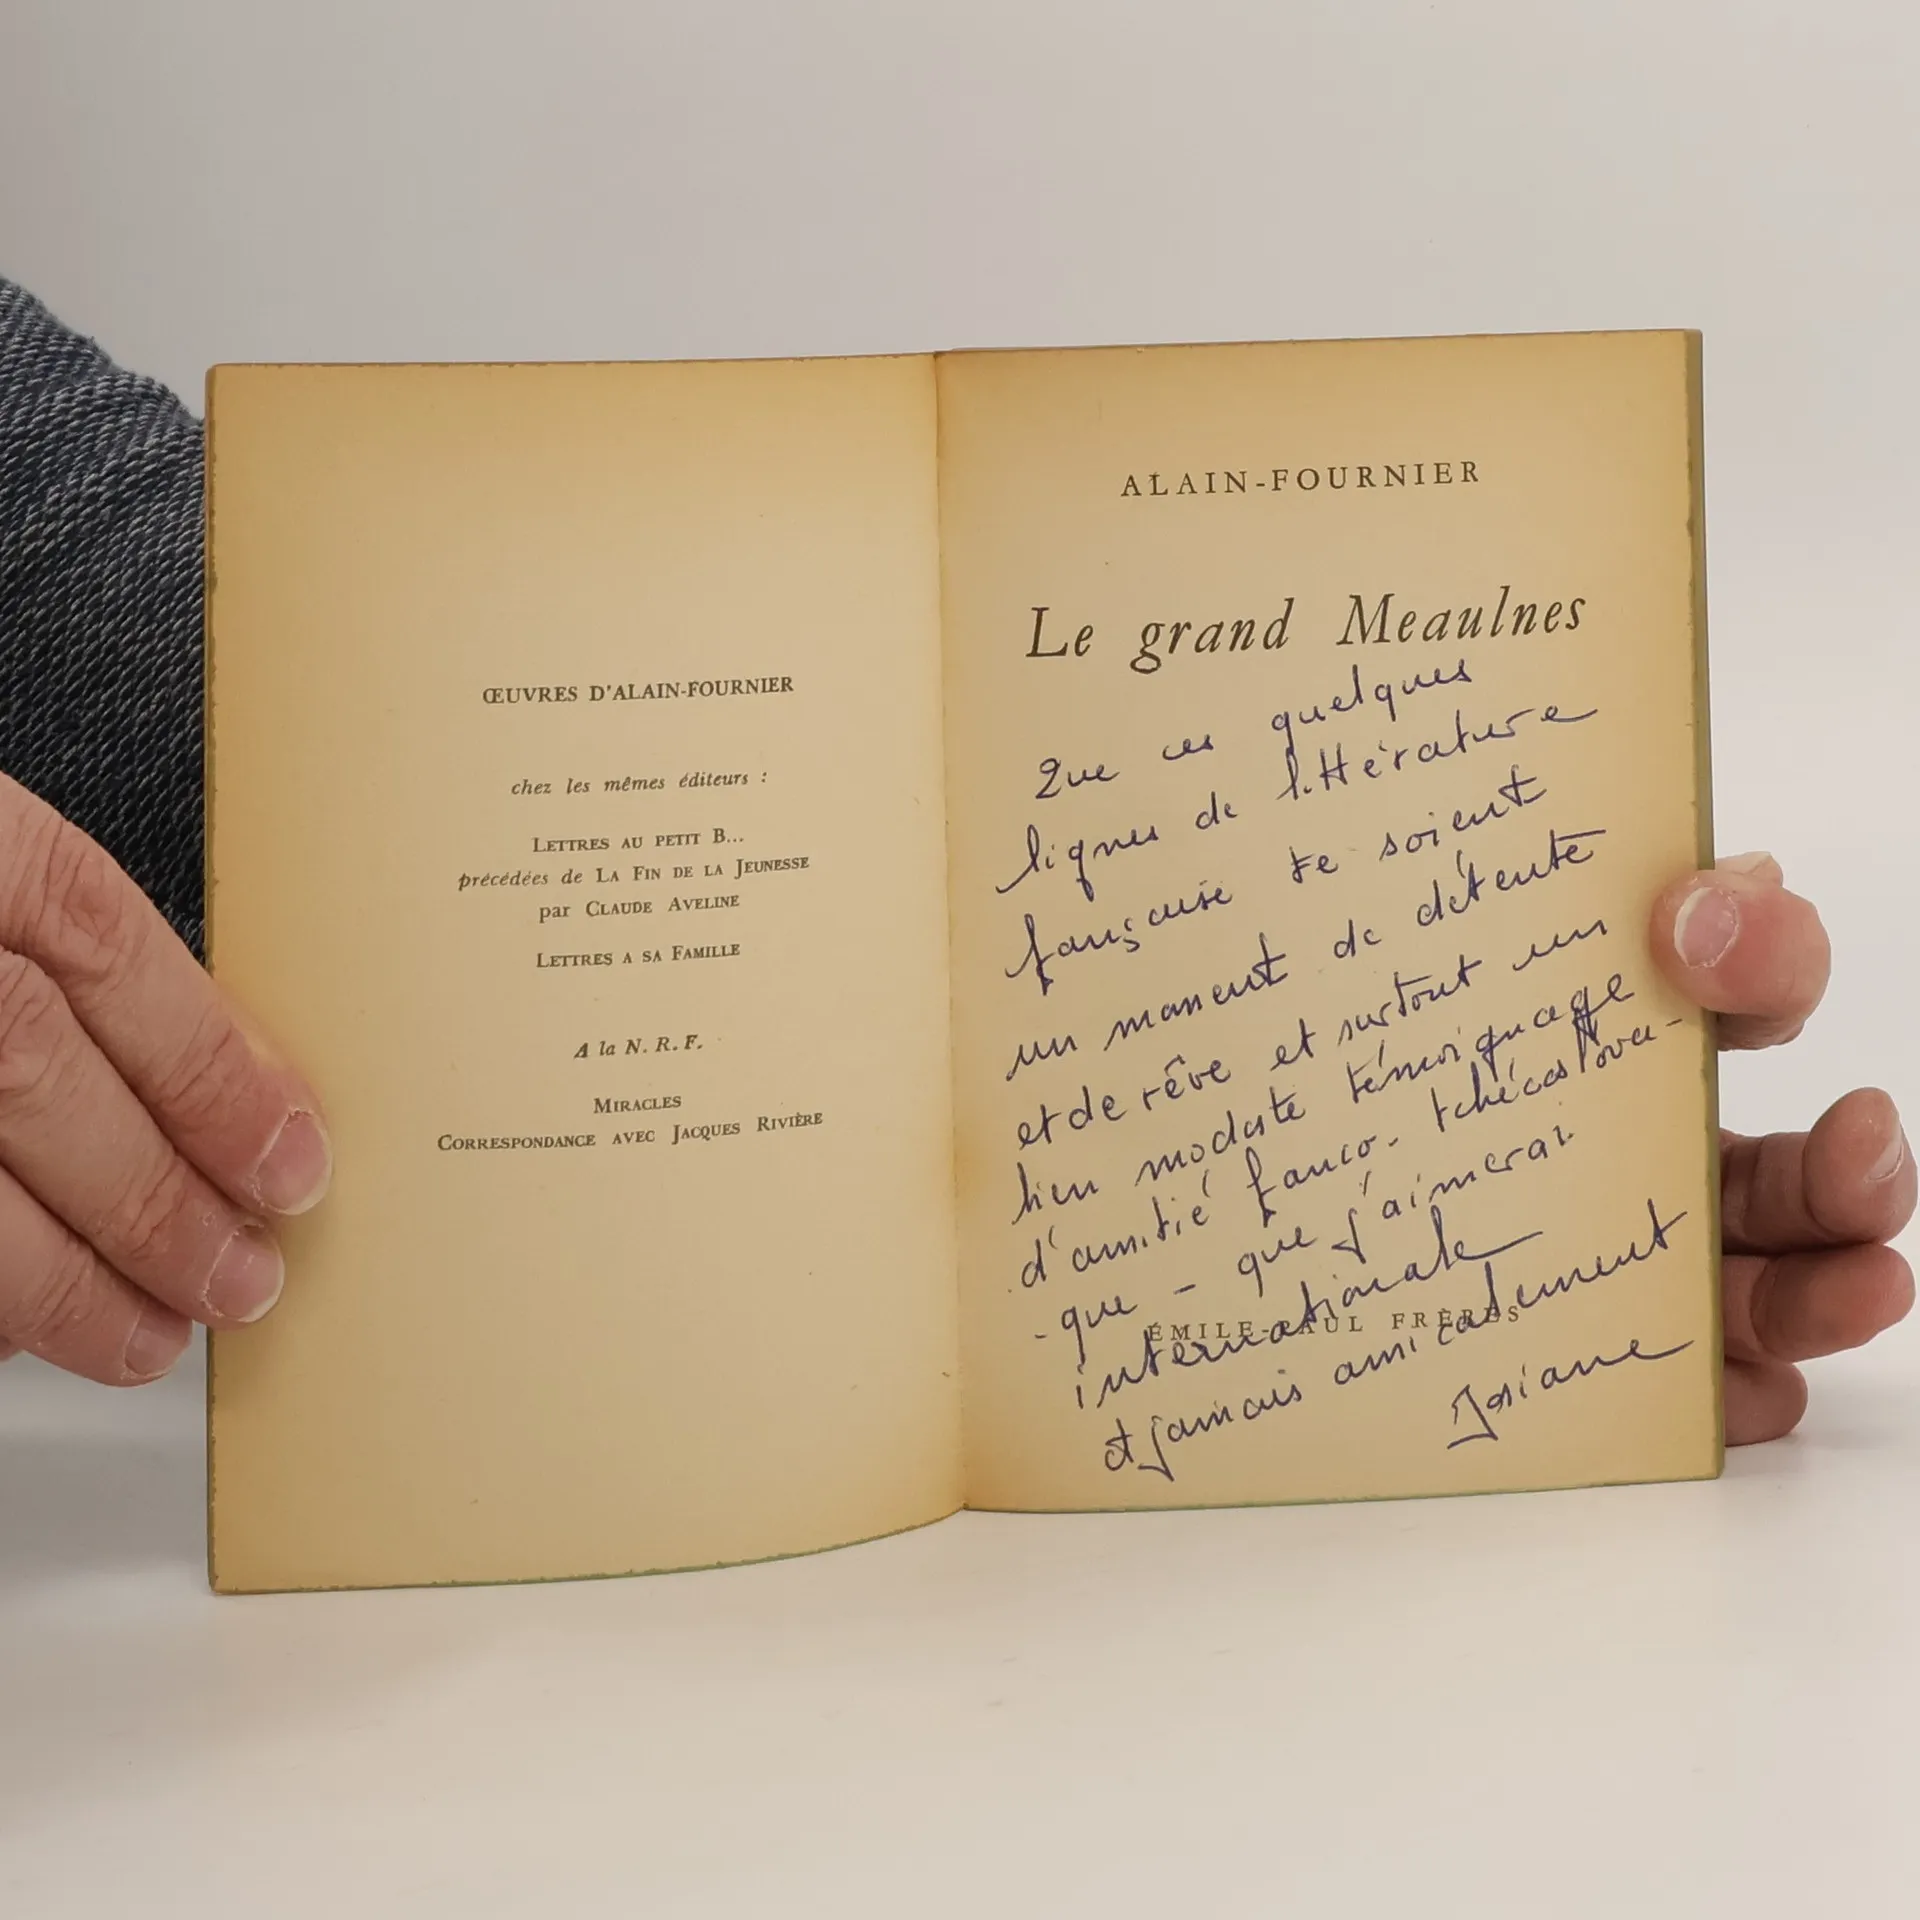 ŒUVRES D'ALAIN-FOURNIER
chez les mêmes éditeurs :
LETTRES AU PETIT B...
précédées de LA FIN DE LA JEUNESSE
par CLAUDE AVELINE
LETTRES A SA FAMILLE
A la N. R. F.
MIRACLES
CORRESPONDANCE AVEC JACQUES RIVIÈRE
ALAIN-FOURNIER
Le grand Meaulnes
Que ces quelques
lignes de littérature
française te soient
un moment de détente
et de rêve et surtout un
bien modeste témoignage
d'amitié franco-tchécoslova-
-que - que j'aimerai
internationale
ÉMILE-PAUL FRÈRES
et jamais amicalement
Josiane